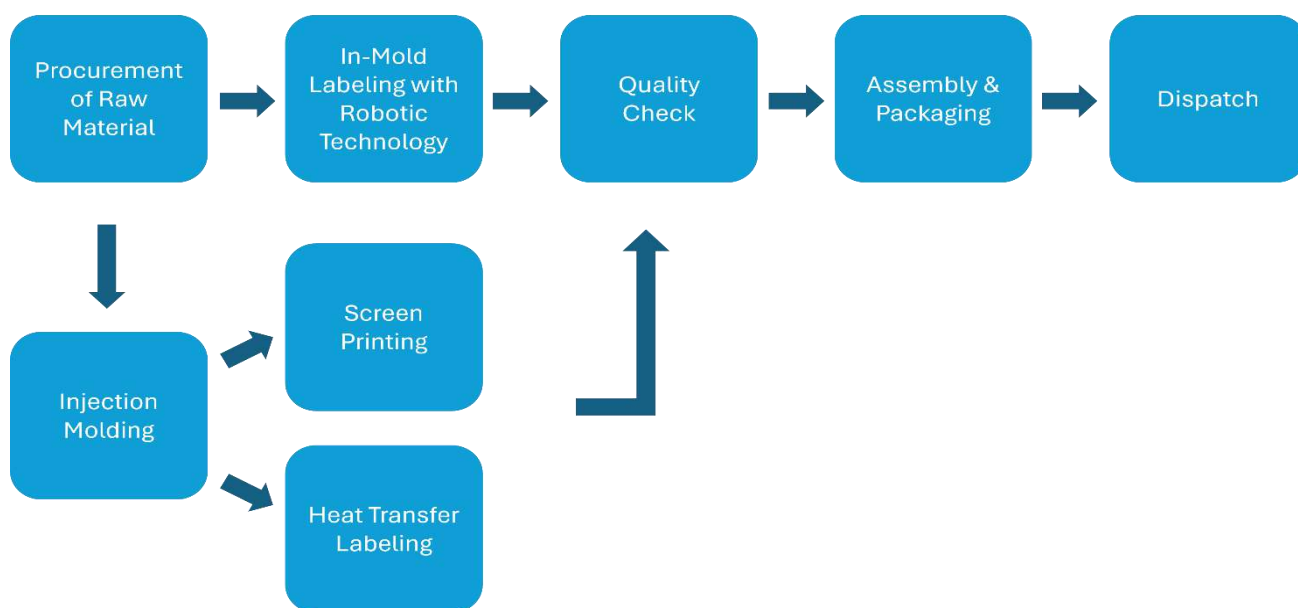 Procurement
of Raw
Material
In-Mold
Labeling with
Robotic
Technology
Quality
Check
Assembly &
Packaging
Dispatch
Injection
Molding
Screen
Printing
Heat Transfer
Labeling